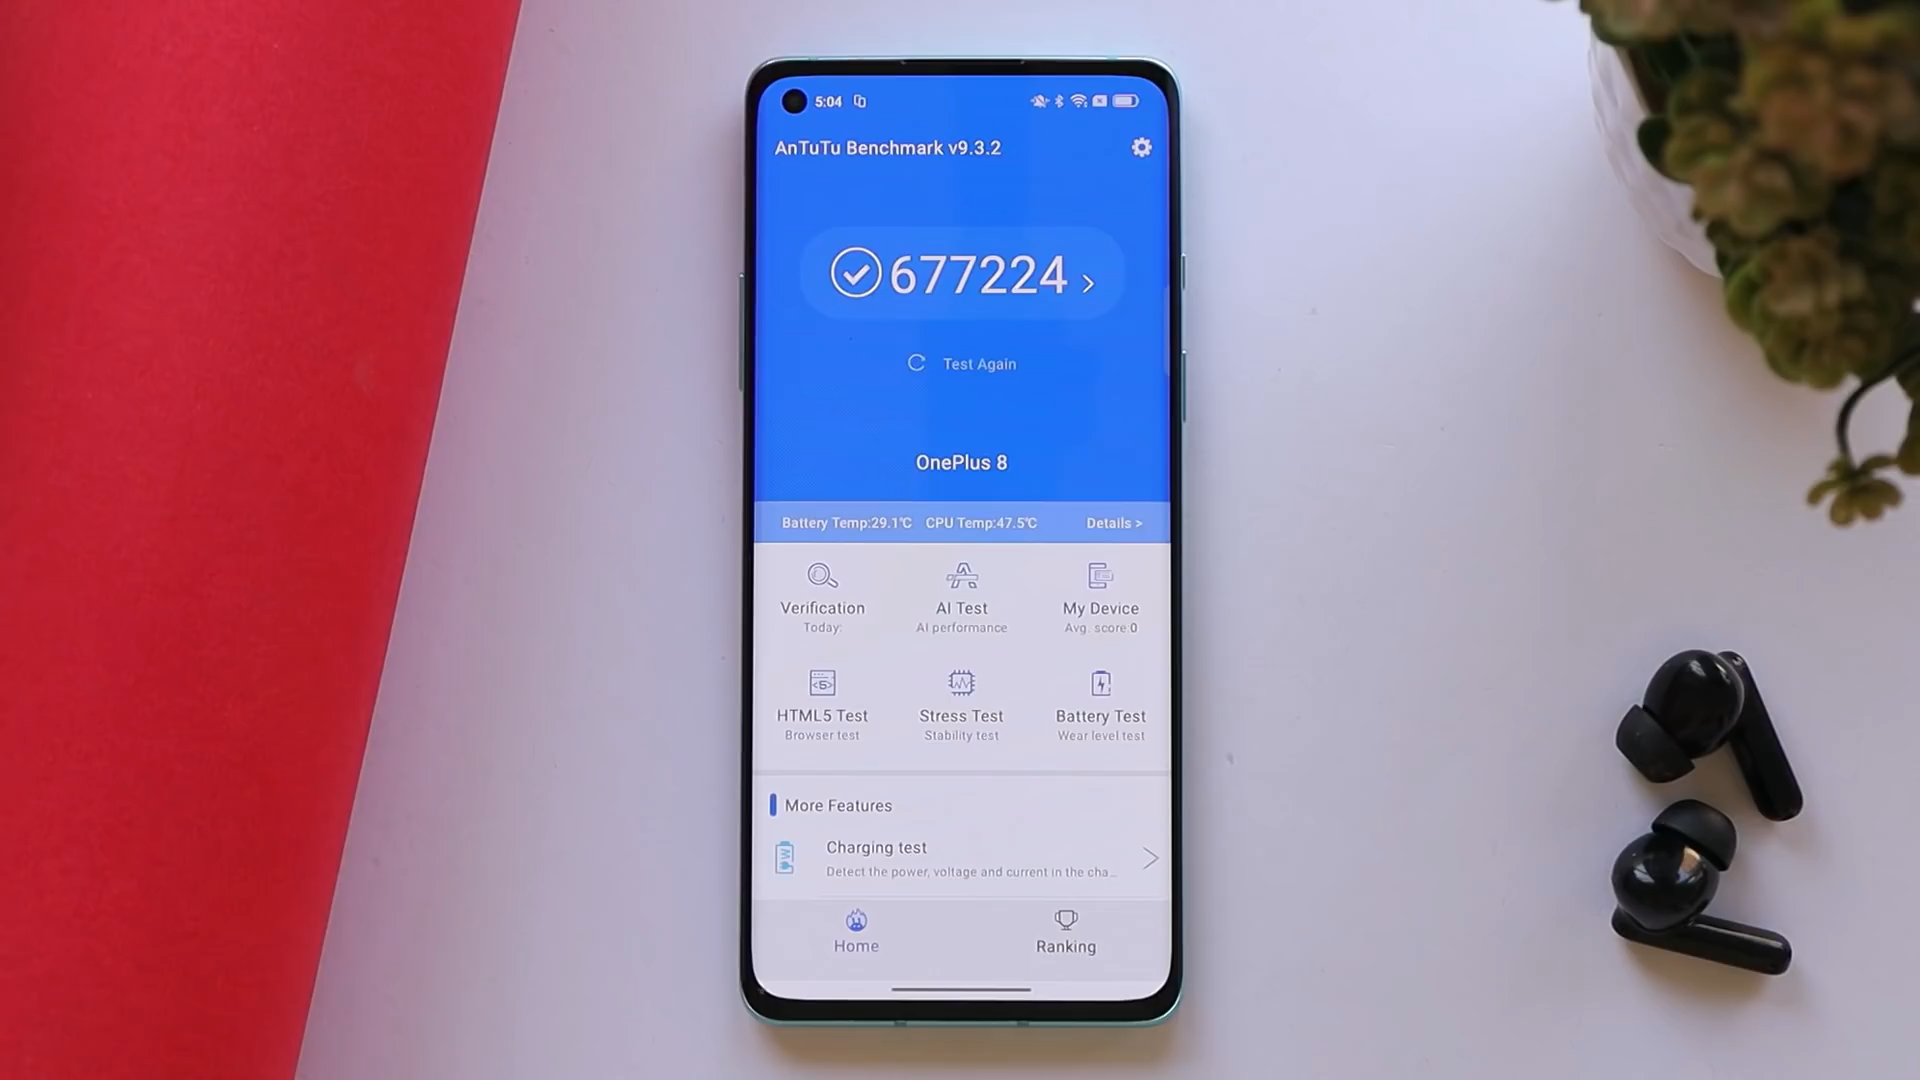 5:04
AnTuTu Benchmark v9.3.2
677224
Test Again
OnePlus 8
Battery Temp:29.1℃ CPU Temp:47.5℃ Details >
Verification AI Test My Device
Today: AI performance Avg. score:0
HTML5 Test Stress Test Battery Test
Browser test Stability test Wear level test
More Features
Charging test
Detect the power, voltage and current in the cha...
Home Ranking